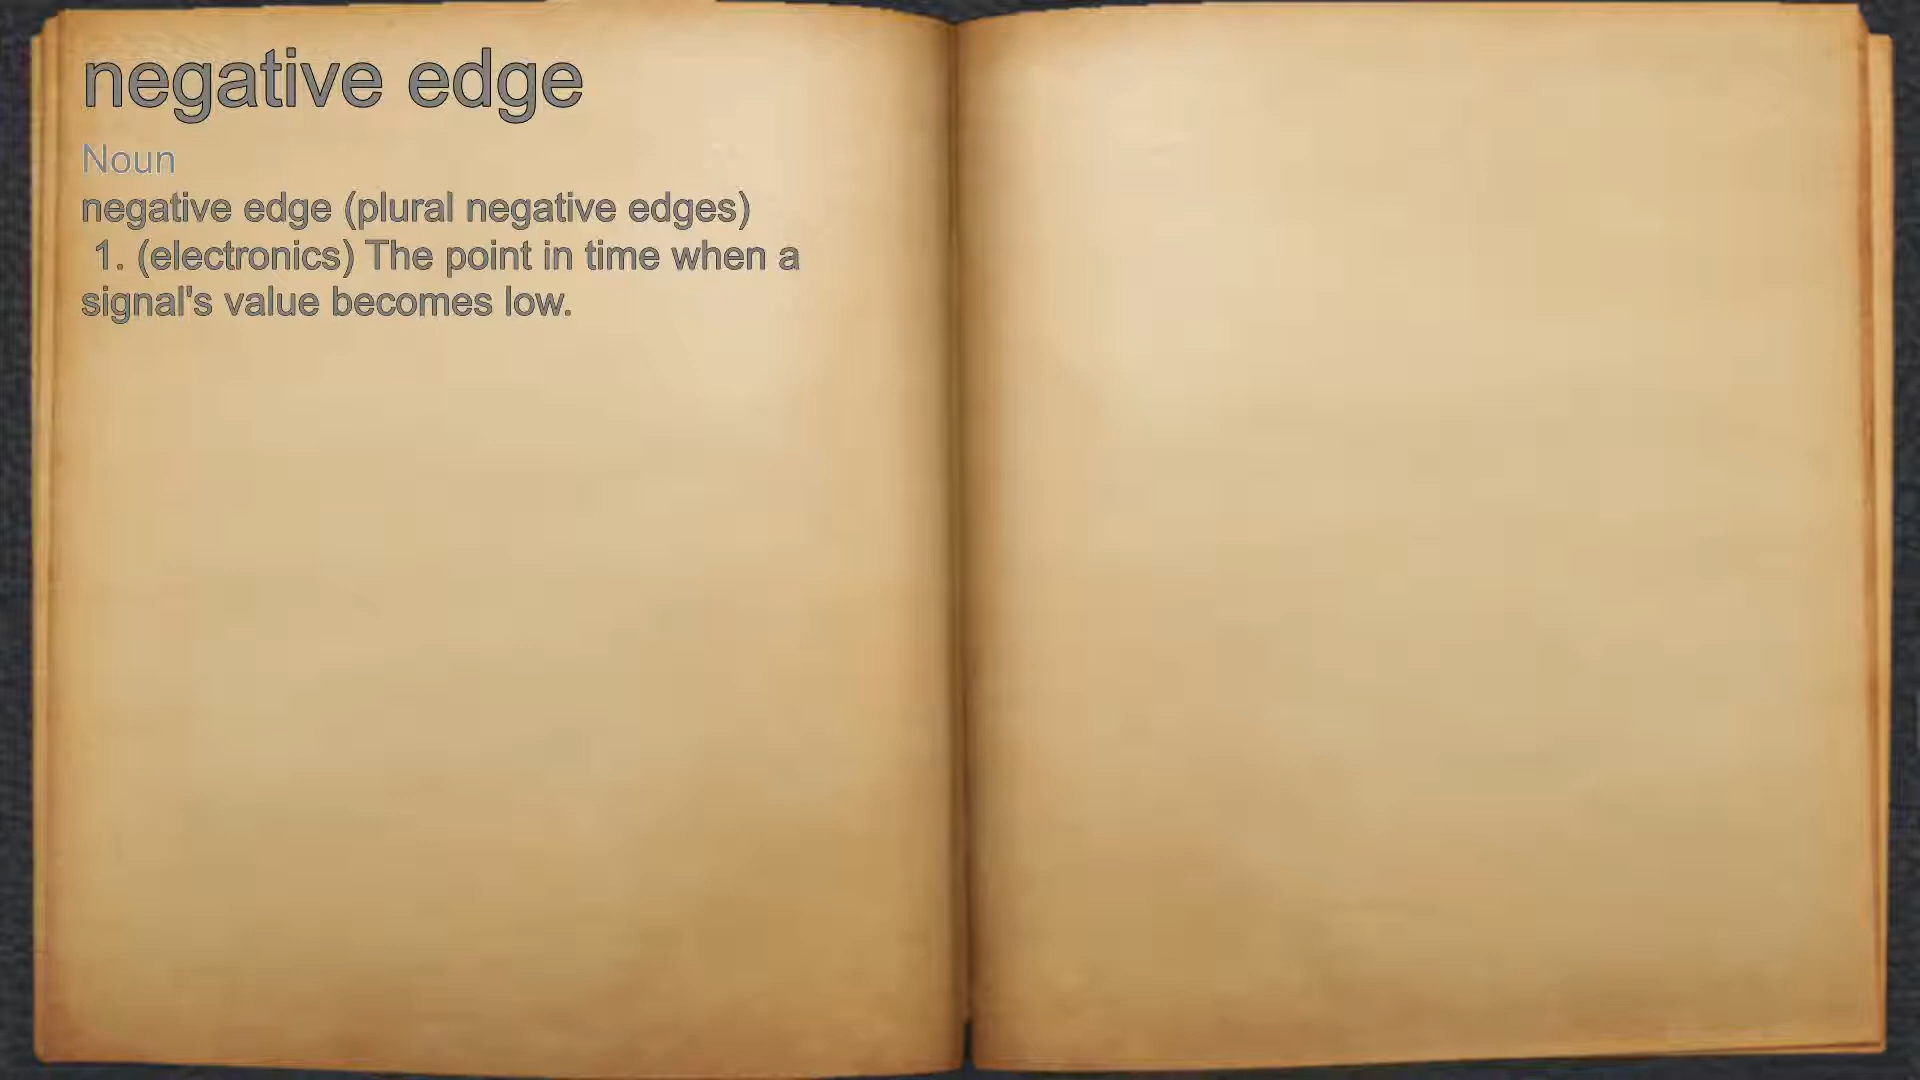 negative edge
Noun
negative edge (plural negative edges)
1. (electronics) The point in time when a
signal's value becomes low.